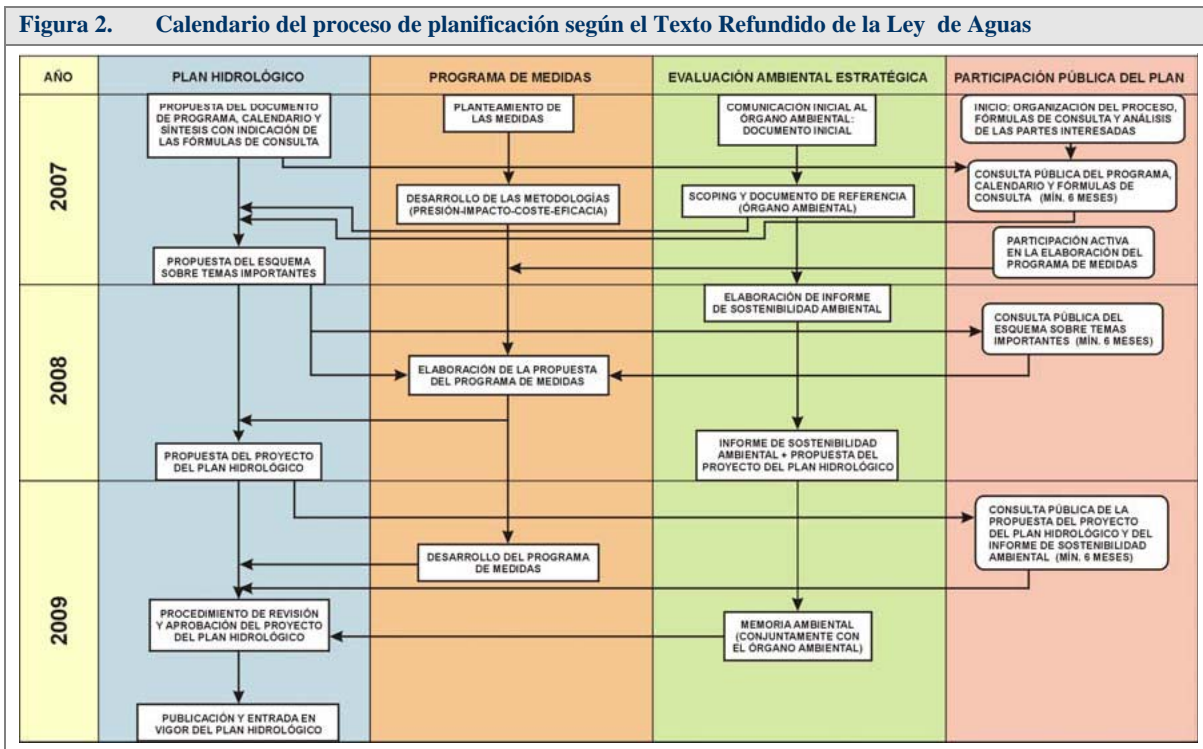 Figura 2. Calendario del proceso de planificación según el Texto Refundido de la Ley de Aguas
AÑO
PLAN HIDROLÓGICO
PROGRAMA DE MEDIDAS
EVALUACIÓN AMBIENTAL ESTRATÉGICA
PARTICIPACIÓN PÚBLICA DEL PLAN
2007
PROPUESTA DEL DOCUMENTO
DE PROGRAMA, CALENDARIO Y
SÍNTESIS CON INDICACIÓN DE
LAS FÓRMULAS DE CONSULTA
PLANTEAMIENTO DE
LAS MEDIDAS
COMUNICACIÓN INICIAL AL
ÓRGANO AMBIENTAL:
DOCUMENTO INICIAL
INICIO: ORGANIZACIÓN DEL PROCESO,
FÓRMULAS DE CONSULTA Y ANÁLISIS
DE LAS PARTES INTERESADAS
DESARROLLO DE LAS METODOLOGÍAS
(PRESIÓN-IMPACTO-COSTE-EFICACIA)
SCOPING Y DOCUMENTO DE REFERENCIA
(ÓRGANO AMBIENTAL)
CONSULTA PÚBLICA DEL PROGRAMA,
CALENDARIO Y FÓRMULAS DE
CONSULTA (MÍN. 6 MESES)
PROPUESTA DEL ESQUEMA
SOBRE TEMAS IMPORTANTES
PARTICIPACIÓN ACTIVA
EN LA ELABORACIÓN DEL
PROGRAMA DE MEDIDAS
2008
ELABORACIÓN DE INFORME
DE SOSTENIBILIDAD AMBIENTAL
CONSULTA PÚBLICA DEL
ESQUEMA SOBRE TEMAS
IMPORTANTES (MÍN. 6 MESES)
ELABORACIÓN DE LA PROPUESTA
DEL PROGRAMA DE MEDIDAS
PROPUESTA DEL PROYECTO
DEL PLAN HIDROLÓGICO
INFORME DE SOSTENIBILIDAD
AMBIENTAL + PROPUESTA DEL
PROYECTO DEL PLAN HIDROLÓGICO
2009
CONSULTA PÚBLICA DE LA
PROPUESTA DEL PROYECTO
DEL PLAN HIDROLÓGICO Y DEL
INFORME DE SOSTENIBILIDAD
AMBIENTAL (MÍN. 6 MESES)
DESARROLLO DEL PROGRAMA
DE MEDIDAS
PROCEDIMIENTO DE REVISIÓN
Y APROBACIÓN DEL PROYECTO
DEL PLAN HIDROLÓGICO
MEMORIA AMBIENTAL
(CONJUNTAMENTE CON
EL ÓRGANO AMBIENTAL)
PUBLICACIÓN Y ENTRADA EN
VIGOR DEL PLAN HIDROLÓGICO